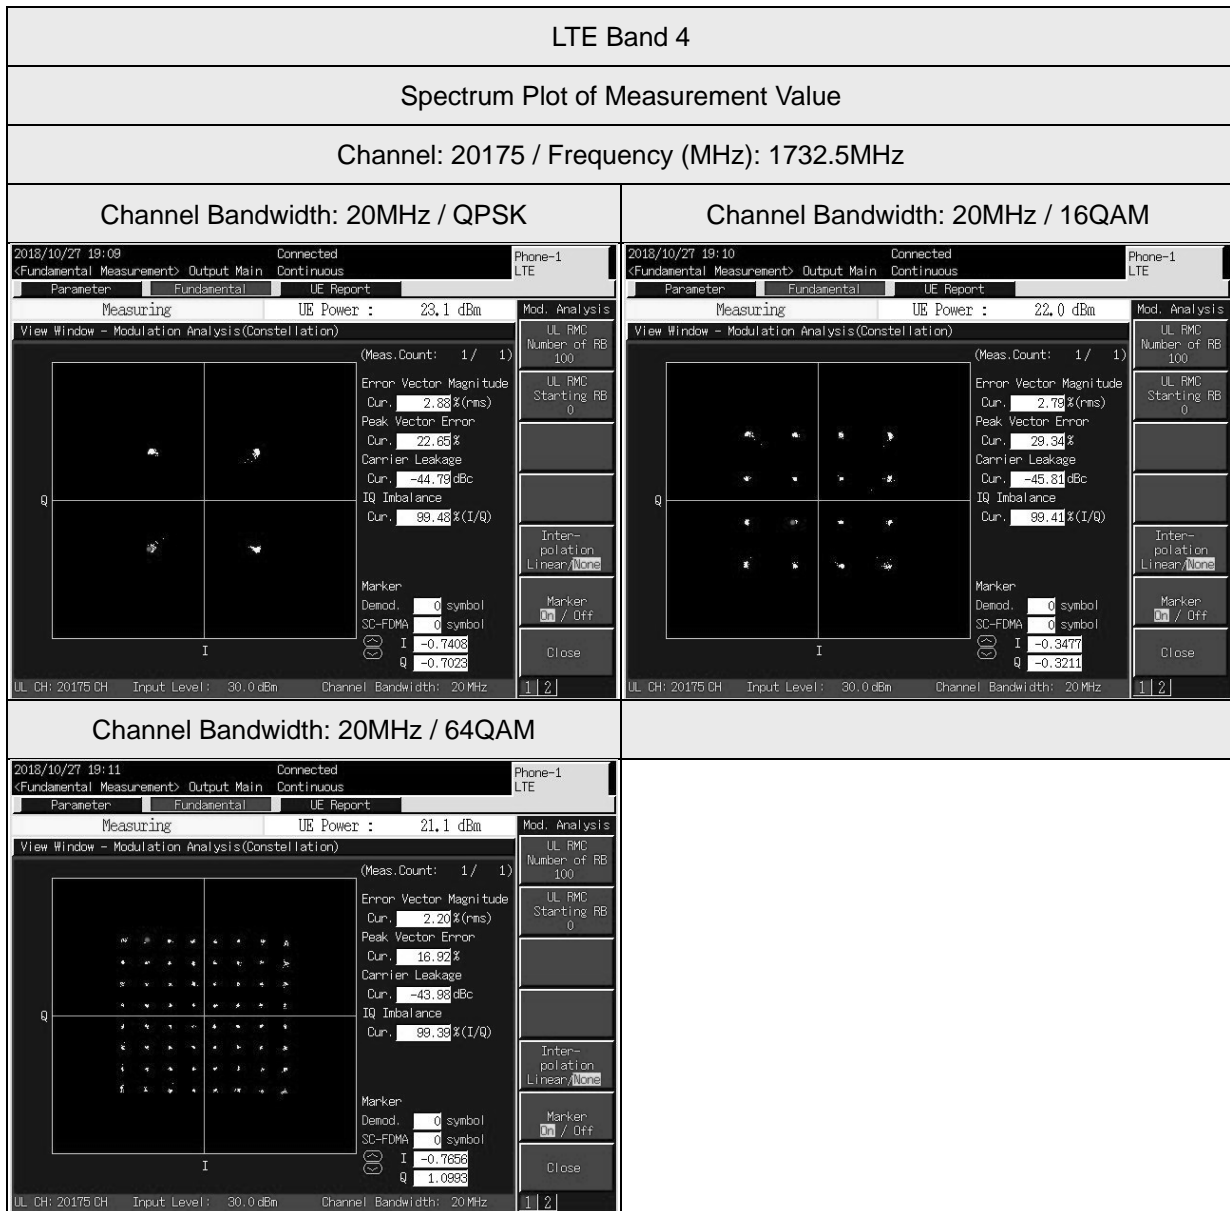 LTE Band 4
Spectrum Plot of Measurement Value
Channel: 20175 / Frequency (MHz): 1732.5MHz
Channel Bandwidth: 20MHz / QPSK
Channel Bandwidth: 20MHz / 16QAM
2018/10/27 19:09 Connected Phone-1
<Fundamental Measurement> Output Main Continuous LTE
Parameter Fundamental UE Report
Measuring UE Power : 23.1 dBm Mod. Analysis
View Window - Modulation Analysis(Constellation)
(Meas.Count: 1/ 1)
Error Vector Magnitude
Cur. 2.88 %(rms)
Peak Vector Error
Cur. 22.65 %
Carrier Leakage
Cur. -44.79 dBc
IQ Imbalance
Cur. 99.48 %(I/Q)
Marker
Demod. 0 symbol
SC-FDMA 0 symbol
I -0.7408
Q -0.7023
Q
I
UL RMC
Number of RB
100
UL RMC
Starting RB
0
Inter-
polation
Linear/None
Marker
On / Off
Close
UL CH: 20175 CH Input Level: 30.0 dBm Channel Bandwidth: 20 MHz 1 2
2018/10/27 19:10 Connected Phone-1
<Fundamental Measurement> Output Main Continuous LTE
Parameter Fundamental UE Report
Measuring UE Power : 22.0 dBm Mod. Analysis
View Window - Modulation Analysis(Constellation)
(Meas.Count: 1/ 1)
Error Vector Magnitude
Cur. 2.79 %(rms)
Peak Vector Error
Cur. 29.34 %
Carrier Leakage
Cur. -45.81 dBc
IQ Imbalance
Cur. 99.41 %(I/Q)
Marker
Demod. 0 symbol
SC-FDMA 0 symbol
I -0.3477
Q -0.3211
Q
I
UL RMC
Number of RB
100
UL RMC
Starting RB
0
Inter-
polation
Linear/None
Marker
On / Off
Close
UL CH: 20175 CH Input Level: 30.0 dBm Channel Bandwidth: 20 MHz 1 2
Channel Bandwidth: 20MHz / 64QAM
2018/10/27 19:11 Connected Phone-1
<Fundamental Measurement> Output Main Continuous LTE
Parameter Fundamental UE Report
Measuring UE Power : 21.1 dBm Mod. Analysis
View Window - Modulation Analysis(Constellation)
(Meas.Count: 1/ 1)
Error Vector Magnitude
Cur. 2.20 %(rms)
Peak Vector Error
Cur. 16.92 %
Carrier Leakage
Cur. -43.98 dBc
IQ Imbalance
Cur. 99.39 %(I/Q)
Marker
Demod. 0 symbol
SC-FDMA 0 symbol
I -0.7656
Q 1.0993
Q
I
UL RMC
Number of RB
100
UL RMC
Starting RB
0
Inter-
polation
Linear/None
Marker
On / Off
Close
UL CH: 20175 CH Input Level: 30.0 dBm Channel Bandwidth: 20 MHz 1 2